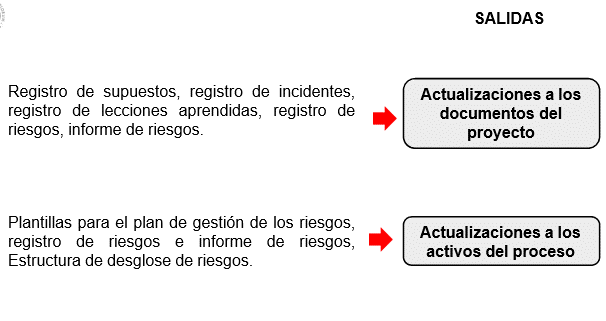 SALIDAS
Registro de supuestos, registro de incidentes,
registro de lecciones aprendidas, registro de
riesgos, informe de riesgos.
Actualizaciones a los
documentos del
proyecto
Plantillas para el plan de gestión de los riesgos,
registro de riesgos e informe de riesgos,
Estructura de desglose de riesgos.
Actualizaciones a los
activos del proceso